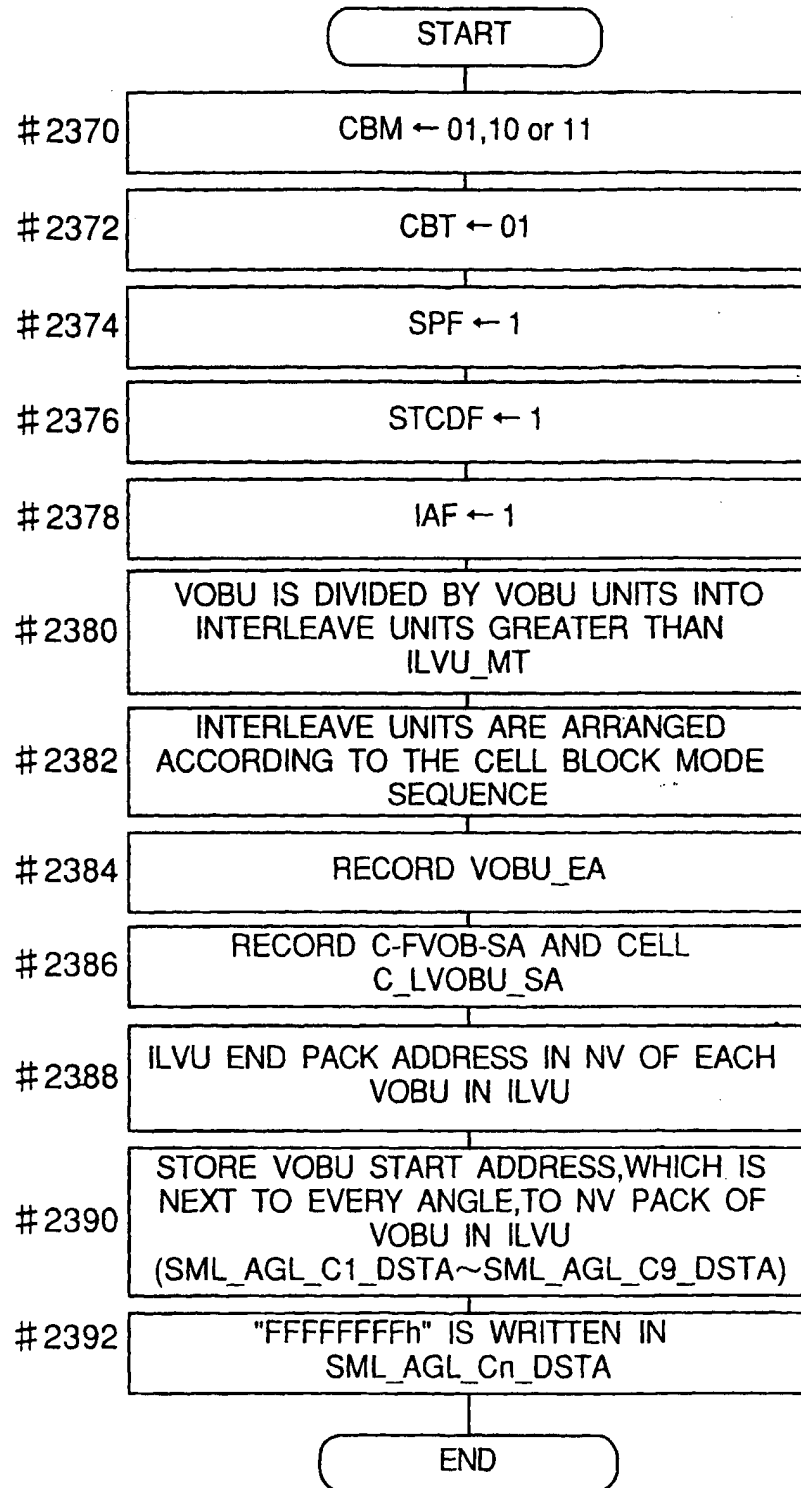 START
#2370
CBM ← 01,10 or 11
#2372
CBT ← 01
#2374
SPF ← 1
#2376
STCDF ← 1
#2378
IAF ← 1
#2380
VOBU IS DIVIDED BY VOBU UNITS INTO
INTERLEAVE UNITS GREATER THAN
ILVU_MT
#2382
INTERLEAVE UNITS ARE ARRANGED
ACCORDING TO THE CELL BLOCK MODE
SEQUENCE
#2384
RECORD VOBU_EA
#2386
RECORD C-FVOB-SA AND CELL
C_LVOBU_SA
#2388
ILVU END PACK ADDRESS IN NV OF EACH
VOBU IN ILVU
#2390
STORE VOBU START ADDRESS,WHICH IS
NEXT TO EVERY ANGLE,TO NV PACK OF
VOBU IN ILVU
(SML_AGL_C1_DSTA~SML_AGL_C9_DSTA)
#2392
"FFFFFFFFh" IS WRITTEN IN
SML_AGL_Cn_DSTA
END